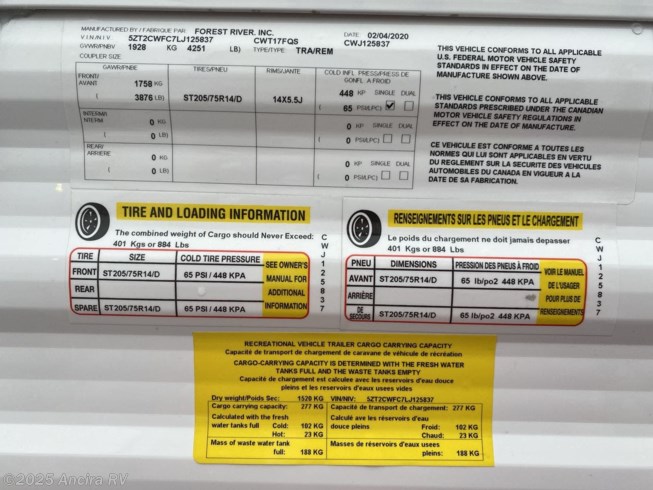 MANUFACTURED BY / FABRIQUE PAR FOREST RIVER, INC. DATE: 02/04/2020
V.I.N/N.I.V 5ZT2CWFC7LJ125837 CWT17FQS CWJ125837
GVWR/PNBV 1928 KG 4251 LB) TYPE/TYPE: TRA/REM
COUPLER SIZE
GAWR/PNBE TIRES/PNEU RIMS/JANTE COLD INFL PRESS/PRESS DE GONFL A FROID
FRONT/ AVANT 1758 KG 448 KP SINGLE DUAL
( 3876 LB) ST205/75R14/D 14X5.5J ( 65 PSI/LPC)
INTERMR NTERM 0 KG 0 KP SINGLE DUAL
( 0 LB) ( 0 PSI/LPC)
REAR/ ARRIÈRE 0 KG 0 KP SINGLE DUAL
( 0 LB) ( 0 PSI/LPC)
THIS VEHICLE CONFORMS TO ALL APPLICABLE
U.S. FEDERAL MOTOR VEHICLE SAFETY
STANDARDS IN EFFECT ON THE DATE OF
MANUFACTURE SHOWN ABOVE.
THIS VEHICLE CONFORMS TO ALL APPLICABLE
STANDARDS PRESCRIBED UNDER THE CANADIAN
MOTOR VEHICLE SAFETY REGULATIONS IN
EFFECT ON THE DATE OF MANUFACTURE.
CE VEHICULE EST CONFORME A TOUTES LES
NORMES QUI LUI SONT APPLICABLES EN VERTU
DU REGLEMENT SUR LA SECURITE DES VEHICULES
AUTOMOBILES DU CANADA EN VIGUEUR A LA
DATE DE SA FABRICATION.
TIRE AND LOADING INFORMATION
The combined weight of Cargo should Never Exceed:
401 Kgs or 884 Lbs
TIRE SIZE COLD TIRE PRESSURE
FRONT ST205/75R14/D 65 PSI / 448 KPA
REAR
SPARE ST205/75R14/D 65 PSI / 448 KPA
SEE OWNER'S
MANUAL FOR
ADDITIONAL
INFORMATION
CWJ125837
RENSEIGNEMENTS SUR LES PNEUS ET LE CHARGEMENT
Le poids du chargement ne doit jamais depasser
401 Kgs or 884 Lbs
PNEU DIMENSIONS PRESSION DES PNEUS À FROID
AVANT ST205/75R14/D 65 lb/po2 448 KPA
ARRIÈRE
DE SECOURS ST205/75R14/D 65 lb/po2 448 KPA
VOIR LE MANUEL
DE L'USAGER
POUR PLUS DE
RENSEIGNEMENTS
CWJ125837
RECREATIONAL VEHICLE TRAILER CARGO CARRYING CAPACITY
Capacité de transport de chargement de caravane de véhicule de récréation
CARGO-CARRYING CAPACITY IS DETERMINED WITH THE FRESH WATER
TANKS FULL AND THE WASTE TANKS EMPTY
Capacité de chargement est calculée avec les reservoirs d'eau douce
pleins et les reservoirs d'eaux usees vides
Dry weight/Poids Sec: 1520 KG VIN/NIV: 5ZT2CWFC7LJ125837
Cargo carrying capacity: 277 KG Capacité de transport de chargement: 277 KG
Calculated with the fresh Calculé ave les réservoirs d'eau
water tanks full Cold: 102 KG douce pleins Froid: 102 KG
Hot: 23 KG Chaud: 23 KG
Mass of waste water tank Masses de réservoirs d'eaux usees
full: 188 KG pleins: 188 KG
©2025 Ancira RV